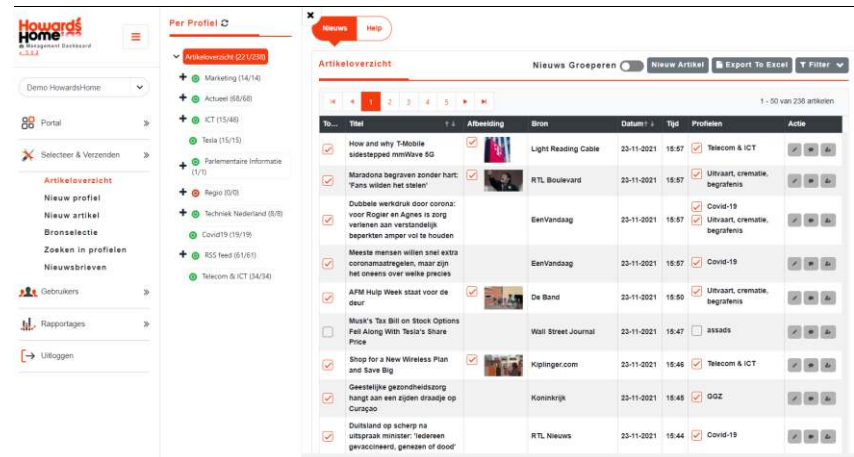 Howards
Home
Management Dashboard
Demo HowardsHome
Portal
Selecteer & Verzenden
Artikeloverzicht
Nieuw profiel
Nieuw artikel
Bronselectie
Zoeken in profielen
Nieuwsbrieven
Gebruikers
Rapportages
Uitloggen
Per Profiel
Artikeloverzicht (221/238)
Marketing (14/14)
Actueel (68/68)
ICT (15/46)
Tesla (15/15)
Parlementaire Informatie
(1/1)
Regio (0/0)
Techniek Nederland (8/8)
Covid19 (19/19)
RSS feed (61/61)
Telecom & ICT (34/34)
Nieuws
Help
Artikeloverzicht
Nieuws Groeperen
Nieuw Artikel
Export To Excel
Filter
1 2 3 4 5
1 - 50 van 238 artikelen
To... Titel Afbeelding Bron Datum Tijd Profielen Actie
How and why T-Mobile
sidestepped mmWave 5G
Light Reading Cable 23-11-2021 15:57 Telecom & ICT
Maradona begraven zonder hart:
'Fans wilden het stelen'
RTL Boulevard 23-11-2021 15:57 Uitvaart, crematie,
begrafenis
Dubbele werkdruk door corona:
voor Rogier en Agnes is zorg
verlenen aan verstandelijk
beperkten amper vol te houden
EenVandaag 23-11-2021 15:57 Covid-19
Uitvaart, crematie,
begrafenis
Meeste mensen willen snel extra
coronamaatregelen, maar zijn
het oneens over welke precies
EenVandaag 23-11-2021 15:57 Covid-19
AFM Hulp Week staat voor de
deur
De Band 23-11-2021 15:50 Uitvaart, crematie,
begrafenis
Musk's Tax Bill on Stock Options
Fell Along With Tesla's Share
Price
Wall Street Journal 23-11-2021 15:47 assads
Shop for a New Wireless Plan
and Save Big
Kiplinger.com 23-11-2021 15:46 Telecom & ICT
Geestelijke gezondheidszorg
hangt aan een zijden draadje op
Curaçao
Koninkrijk 23-11-2021 15:45 GGZ
Duitsland op scherp na
uitspraak minister: 'Iedereen
gevaccineerd, genezen of dood'
RTL Nieuws 23-11-2021 15:44 Covid-19